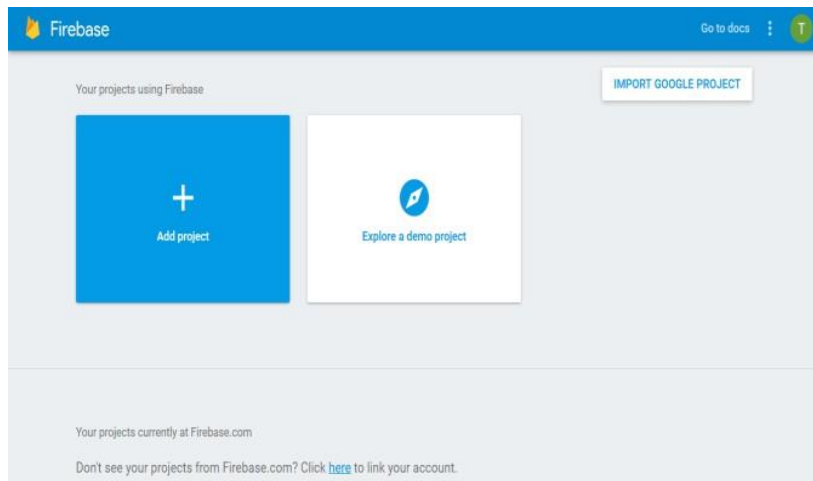 Firebase
Go to docs
T
Your projects using Firebase
IMPORT GOOGLE PROJECT
Add project
Explore a demo project
Your projects currently at Firebase.com
Don't see your projects from Firebase.com? Click here to link your account.